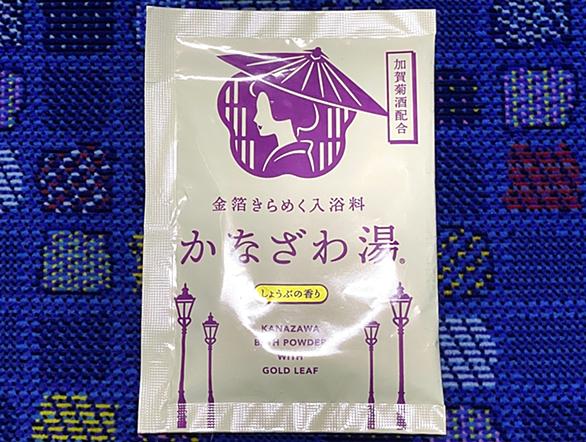 加賀菊酒配合
金箔きらめく入浴料
かなざわ湯®
しょうぶの香り
KANAZAWA
BATH POWDER
WITH
GOLD LEAF